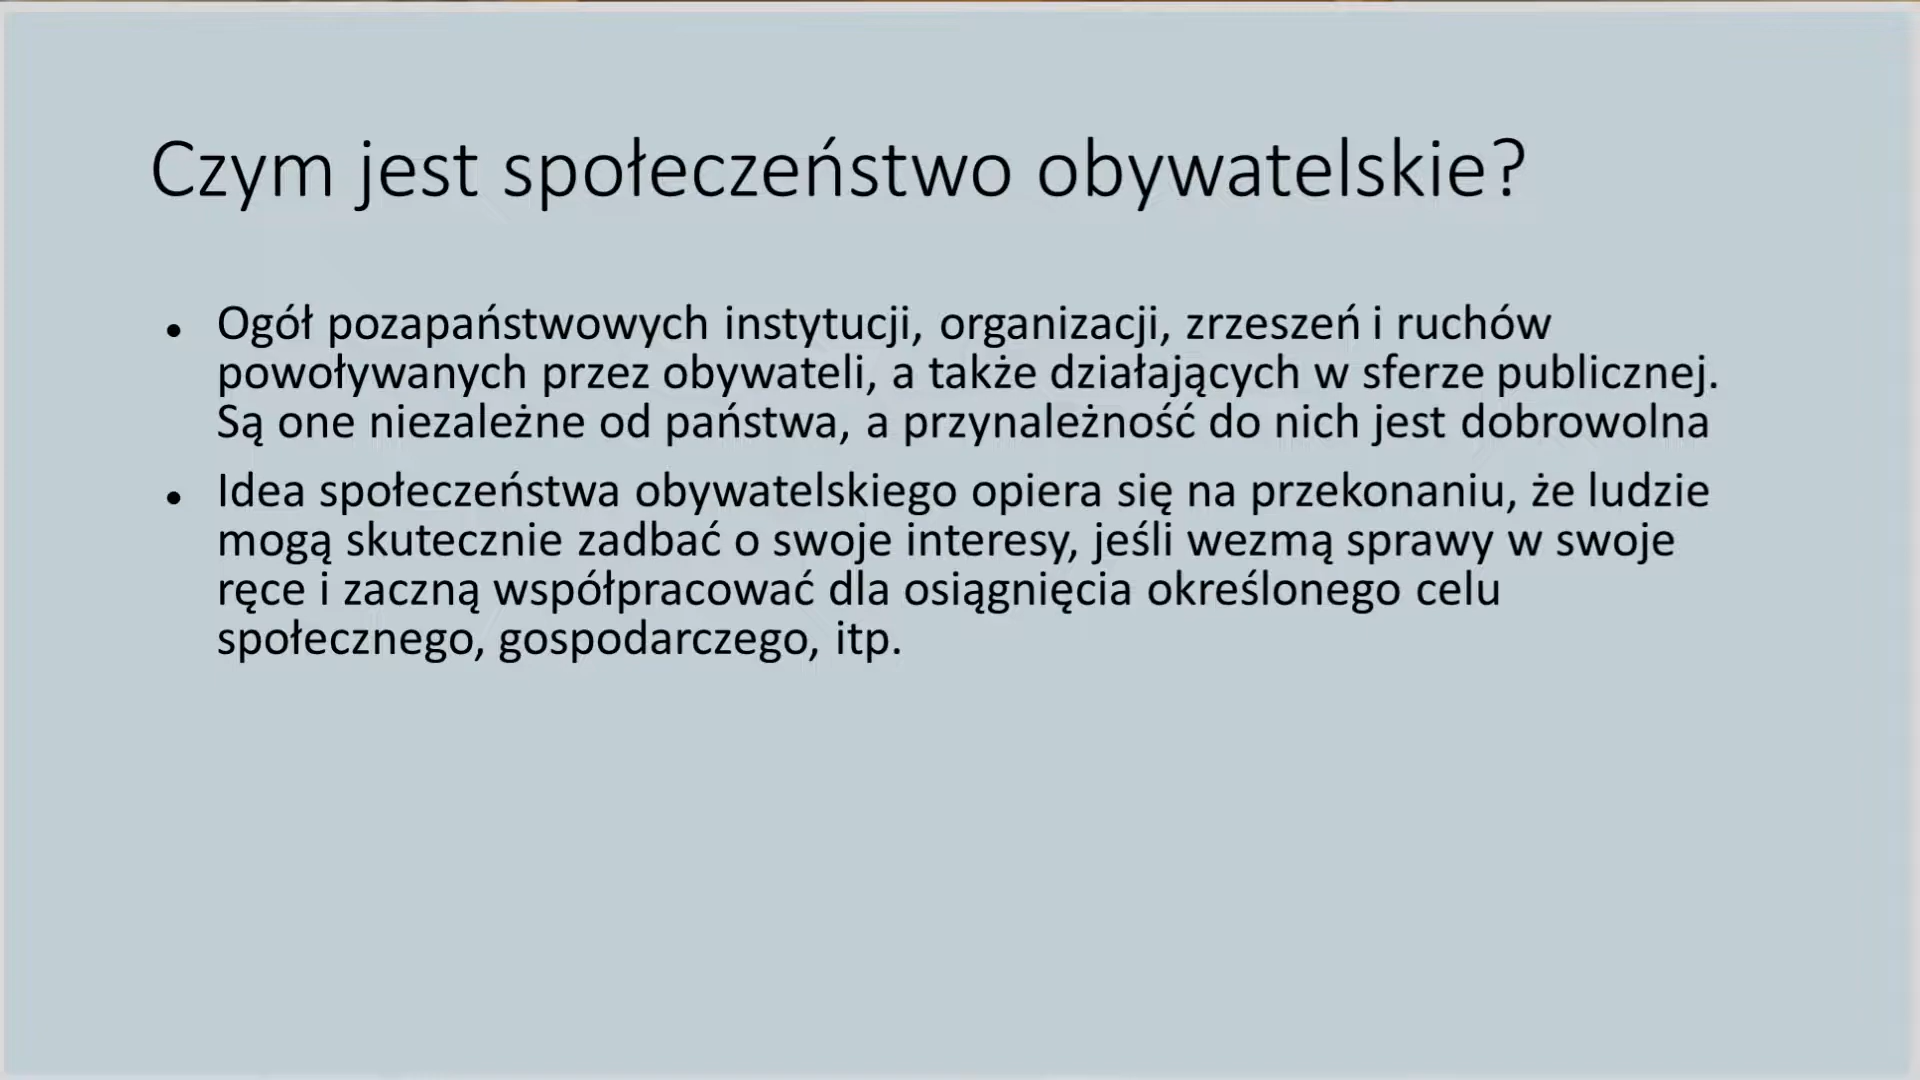 Czym jest społeczeństwo obywatelskie?
• Ogół pozapaństwowych instytucji, organizacji, zrzeszeń i ruchów
powoływanych przez obywateli, a także działających w sferze publicznej.
Są one niezależne od państwa, a przynależność do nich jest dobrowolna
• Idea społeczeństwa obywatelskiego opiera się na przekonaniu, że ludzie
mogą skutecznie zadbać o swoje interesy, jeśli wezmą sprawy w swoje
ręce i zaczną współpracować dla osiągnięcia określonego celu
społecznego, gospodarczego, itp.